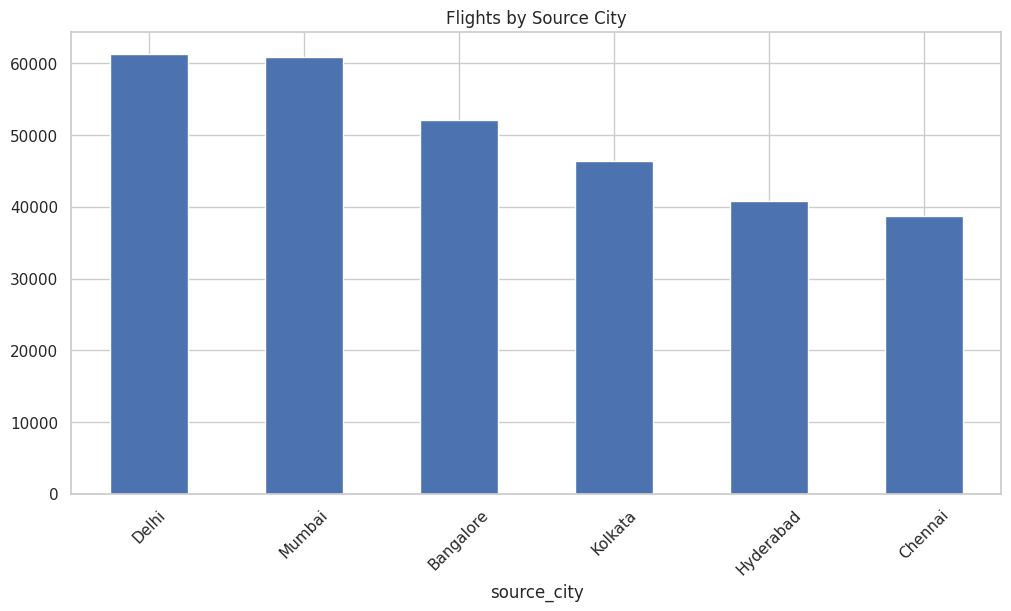 Flights by Source City
60000
50000
40000
30000
20000
10000
0
Delhi
Mumbai
Bangalore
Kolkata
Hyderabad
Chennai
source_city